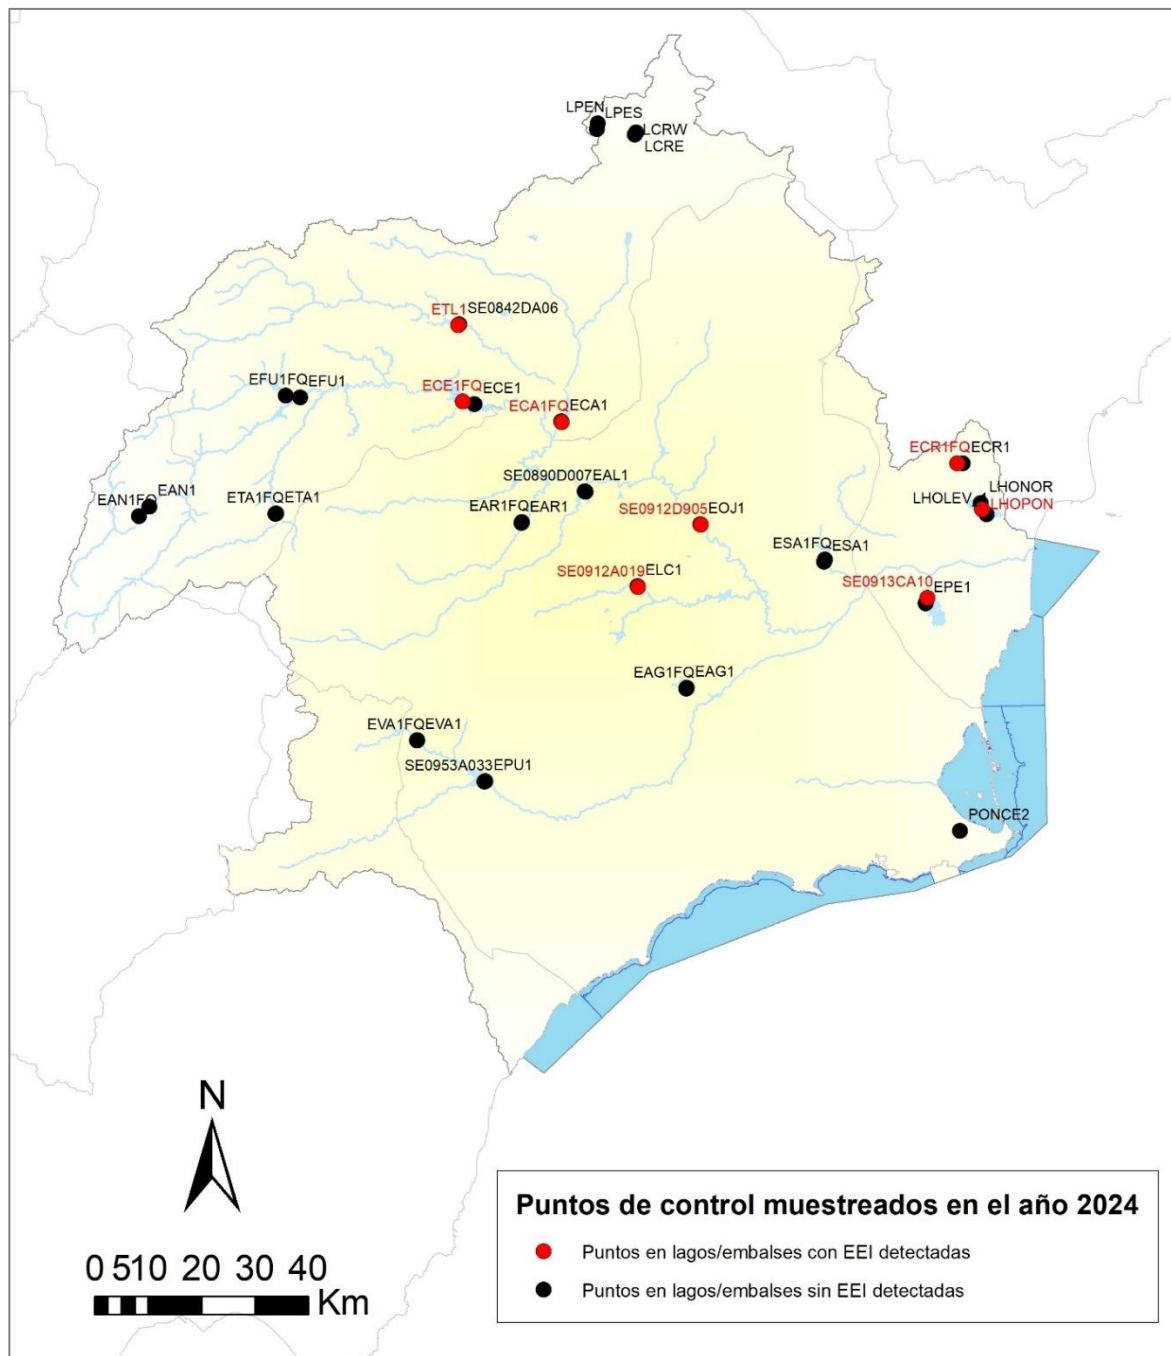 LPEN
LPES
LCRW
LCRE
ETL1 SE0842DA06
EFU1FQ EFU1
ECE1FQ ECE1
ECA1FQ ECA1
ECR1FQ ECR1
SE0890D007 EAL1
LHOLEV LHONOR
EAN1FQ EAN1
ETA1FQ ETA1
EAR1FQ EAR1
SE0912D905 EOJ1
LHOPON
ESA1FQ ESA1
SE0912A019 ELC1
SE0913CA10 EPE1
EAG1FQ EAG1
EVA1FQ EVA1
SE0953A033 EPU1
PONCE2
N
0 5 10 20 30 40
Km
Puntos de control muestreados en el año 2024
Puntos en lagos/embalses con EEI detectadas
Puntos en lagos/embalses sin EEI detectadas